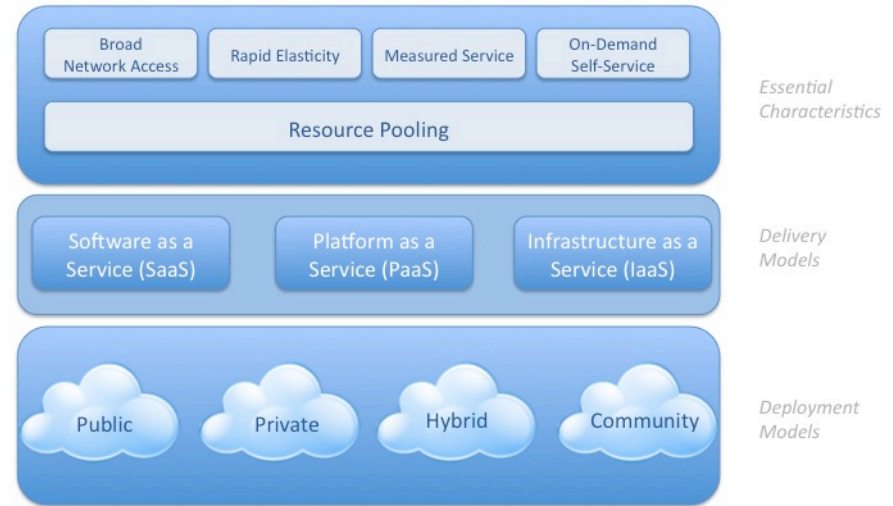 Broad
Network Access
Rapid Elasticity
Measured Service
On-Demand
Self-Service
Essential
Characteristics
Resource Pooling
Software as a
Service (SaaS)
Platform as a
Service (PaaS)
Infrastructure as a
Service (IaaS)
Delivery
Models
Public
Private
Hybrid
Community
Deployment
Models